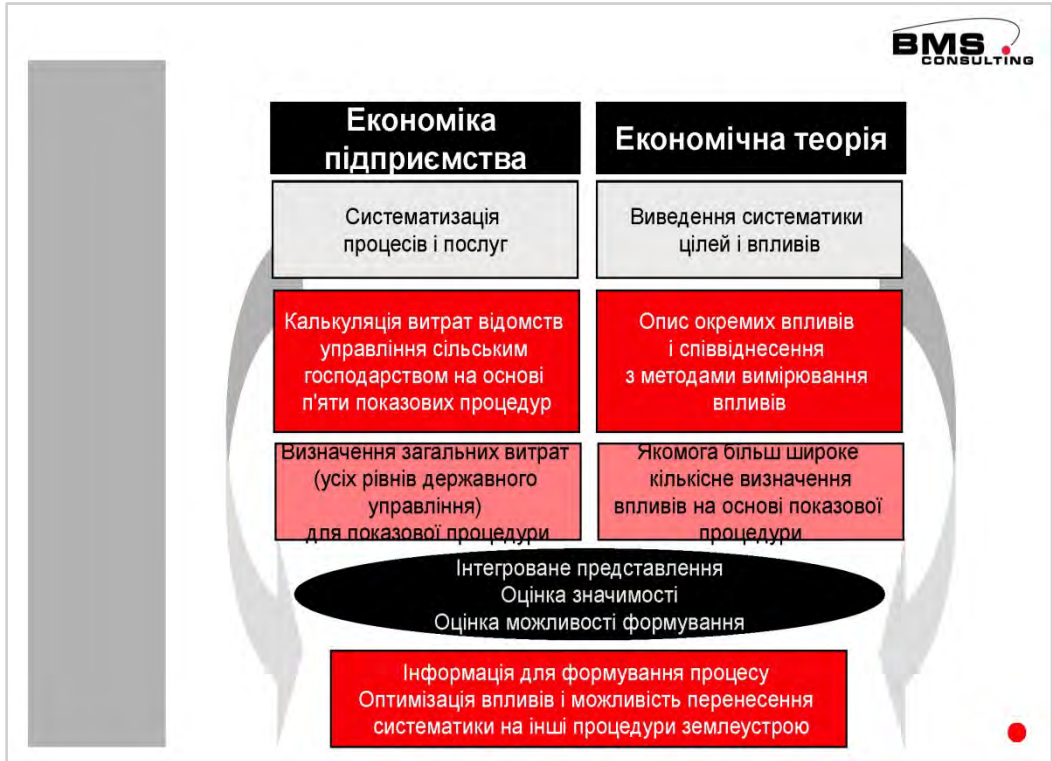 BMS
CONSULTING
Економіка
підприємства
Економічна теорія
Систематизація
процесів і послуг
Виведення систематики
цілей і впливів
Калькуляція витрат відомств
управління сільським
господарством на основі
п'яти показових процедур
Опис окремих впливів
і співвіднесення
з методами вимірювання
впливів
Визначення загальних витрат
(усіх рівнів державного
управління)
для показової процедури
Якомога більш широке
кількісне визначення
впливів на основі показової
процедури
Інтегроване представлення
Оцінка значимості
Оцінка можливості формування
Інформація для формування процесу
Оптимізація впливів і можливість перенесення
систематики на інші процедури землеустрою